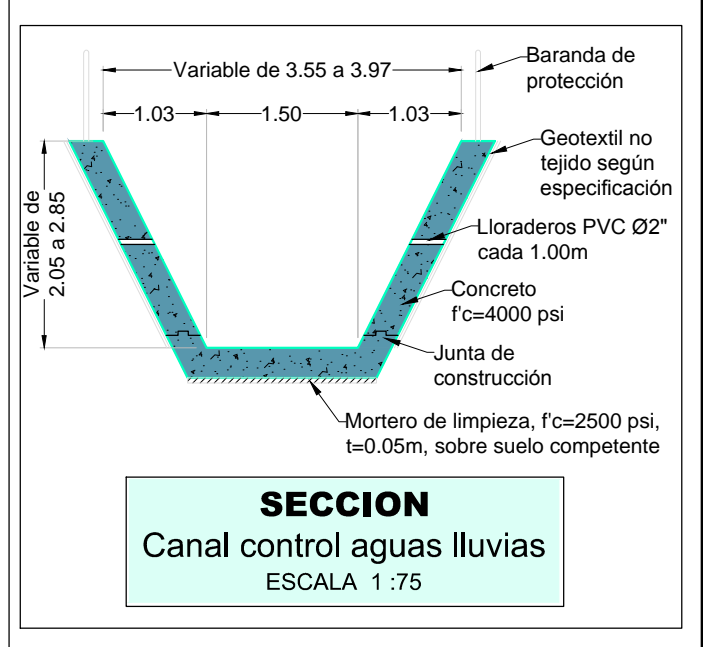 Variable de 3.55 a 3.97
Baranda de
protección
1.03
1.50
1.03
Geotextil no
tejido según
especificación
Variable de
2.05 a 2.85
Lloraderos PVC Ø2"
cada 1.00m
Concreto
f'c=4000 psi
Junta de
construcción
Mortero de limpieza, f'c=2500 psi,
t=0.05m, sobre suelo competente
SECCION
Canal control aguas lluvias
ESCALA 1 :75